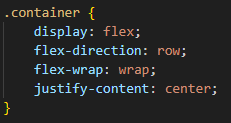 .container {
    display: flex;
    flex-direction: row;
    flex-wrap: wrap;
    justify-content: center;
}